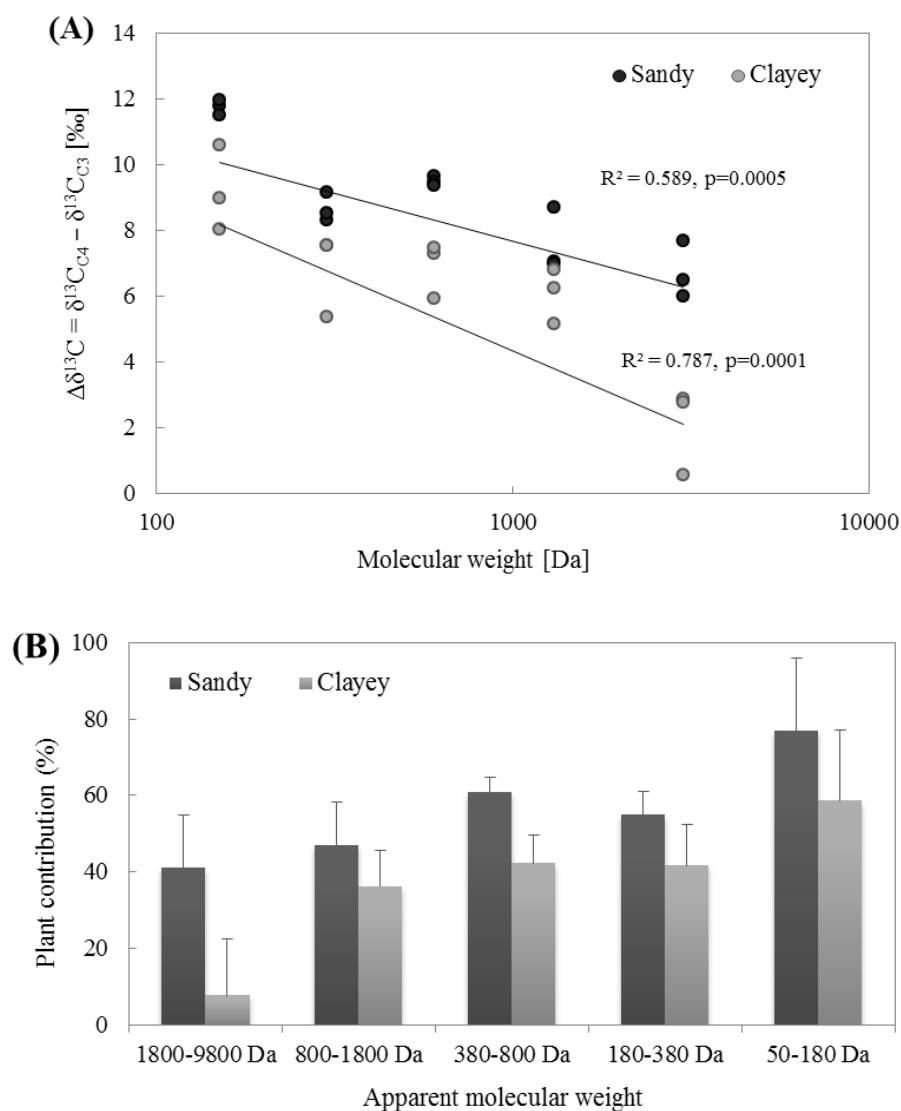 (A)
14
12
10
8
6
4
2
0
Δδ¹³C = δ¹³C_C4 – δ¹³C_C3 [‰]
Sandy Clayey
R² = 0.589, p=0.0005
R² = 0.787, p=0.0001
100 1000 10000
Molecular weight [Da]
(B)
100
80
60
40
20
0
Plant contribution (%)
Sandy Clayey
1800-9800 Da 800-1800 Da 380-800 Da 180-380 Da 50-180 Da
Apparent molecular weight